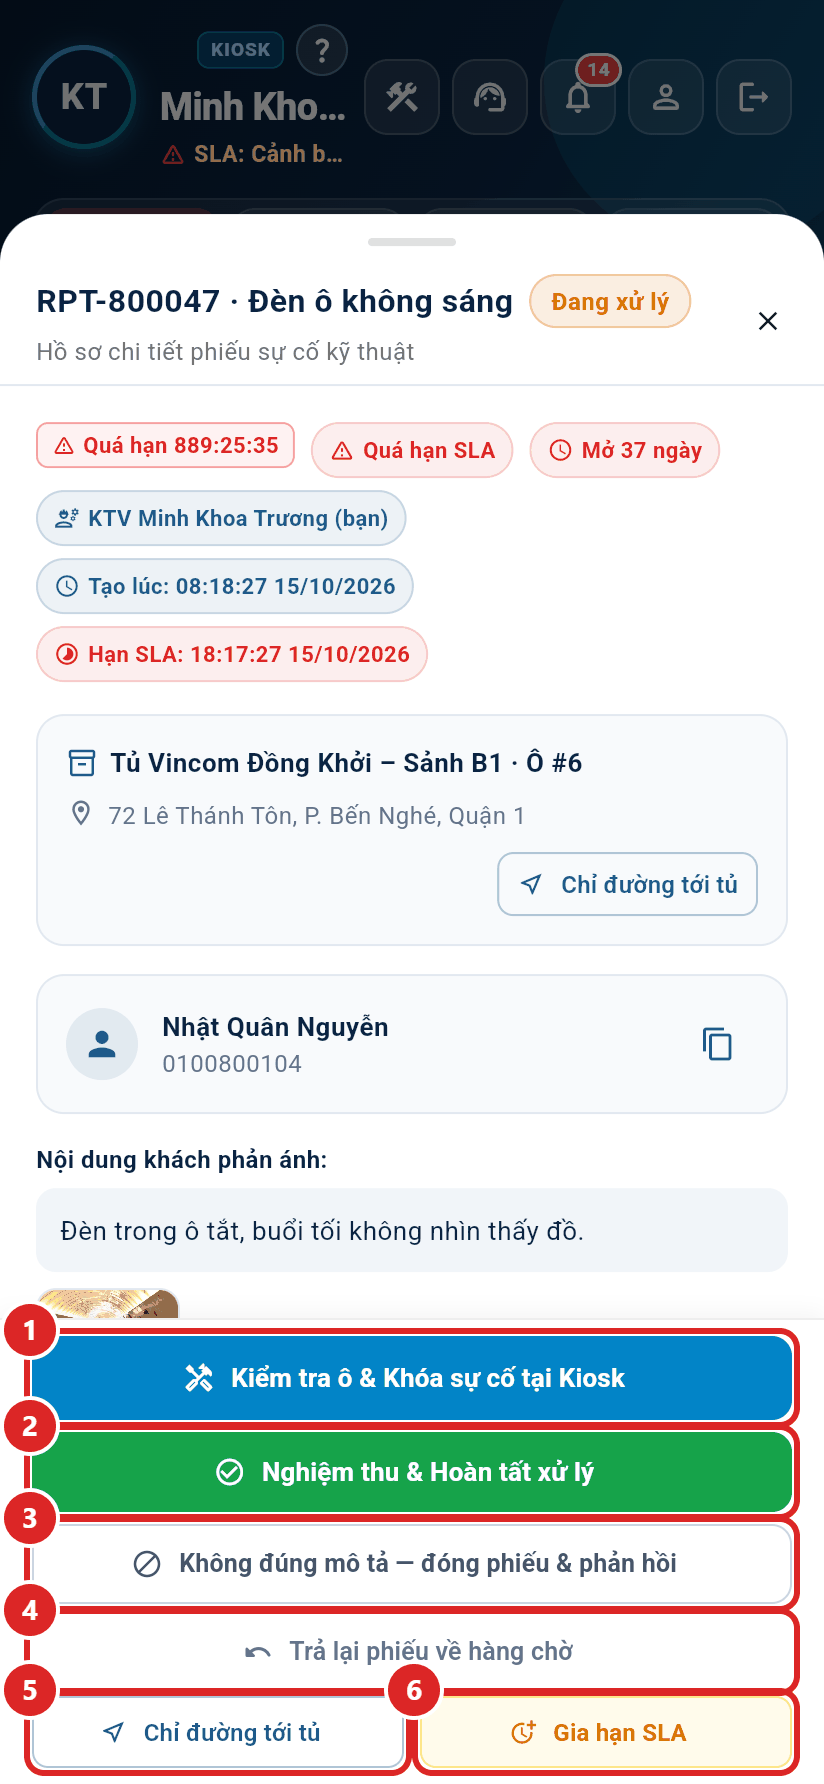 KIOSK
?
14
KT
Minh Kho...
SLA: Cảnh b...
RPT-800047 · Đèn ô không sáng
Đang xử lý
Hồ sơ chi tiết phiếu sự cố kỹ thuật
Quá hạn 889:25:35
Quá hạn SLA
Mở 37 ngày
KTV Minh Khoa Trương (bạn)
Tạo lúc: 08:18:27 15/10/2026
Hạn SLA: 18:17:27 15/10/2026
Tủ Vincom Đồng Khởi – Sảnh B1 · Ô #6
72 Lê Thánh Tôn, P. Bến Nghé, Quận 1
Chỉ đường tới tủ
Nhật Quân Nguyễn
0100800104
Nội dung khách phản ánh:
Đèn trong ô tắt, buổi tối không nhìn thấy đồ.
1
Kiểm tra ô & Khóa sự cố tại Kiosk
2
Nghiệm thu & Hoàn tất xử lý
3
Không đúng mô tả — đóng phiếu & phản hồi
4
Trả lại phiếu về hàng chờ
5
Chỉ đường tới tủ
6
Gia hạn SLA